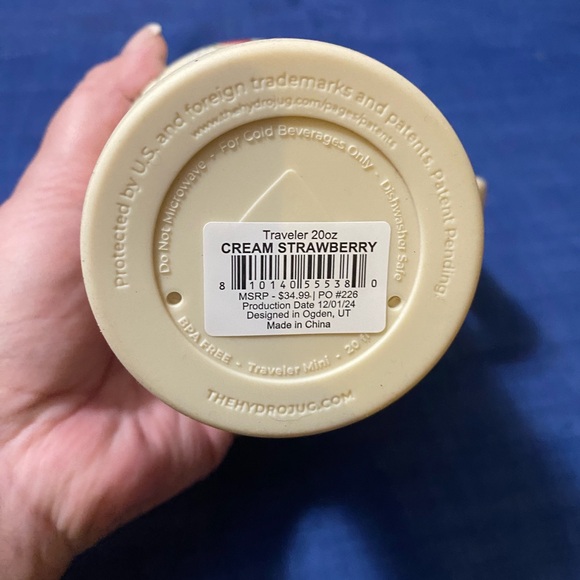 Protected by U.S. and foreign trademarks and patents. Patent Pending.
www.thehydrojug.com/pages/patents
Do Not Microwave - For Cold Beverages Only - Dishwasher Safe
Traveler 20oz
CREAM STRAWBERRY
8 10140 55538 0
MSRP - $34.99 | PO #226
Production Date 12/01/24
Designed in Ogden, UT
Made in China
BPA FREE - Traveler Mini - 20
THEHYDROJUG.COM